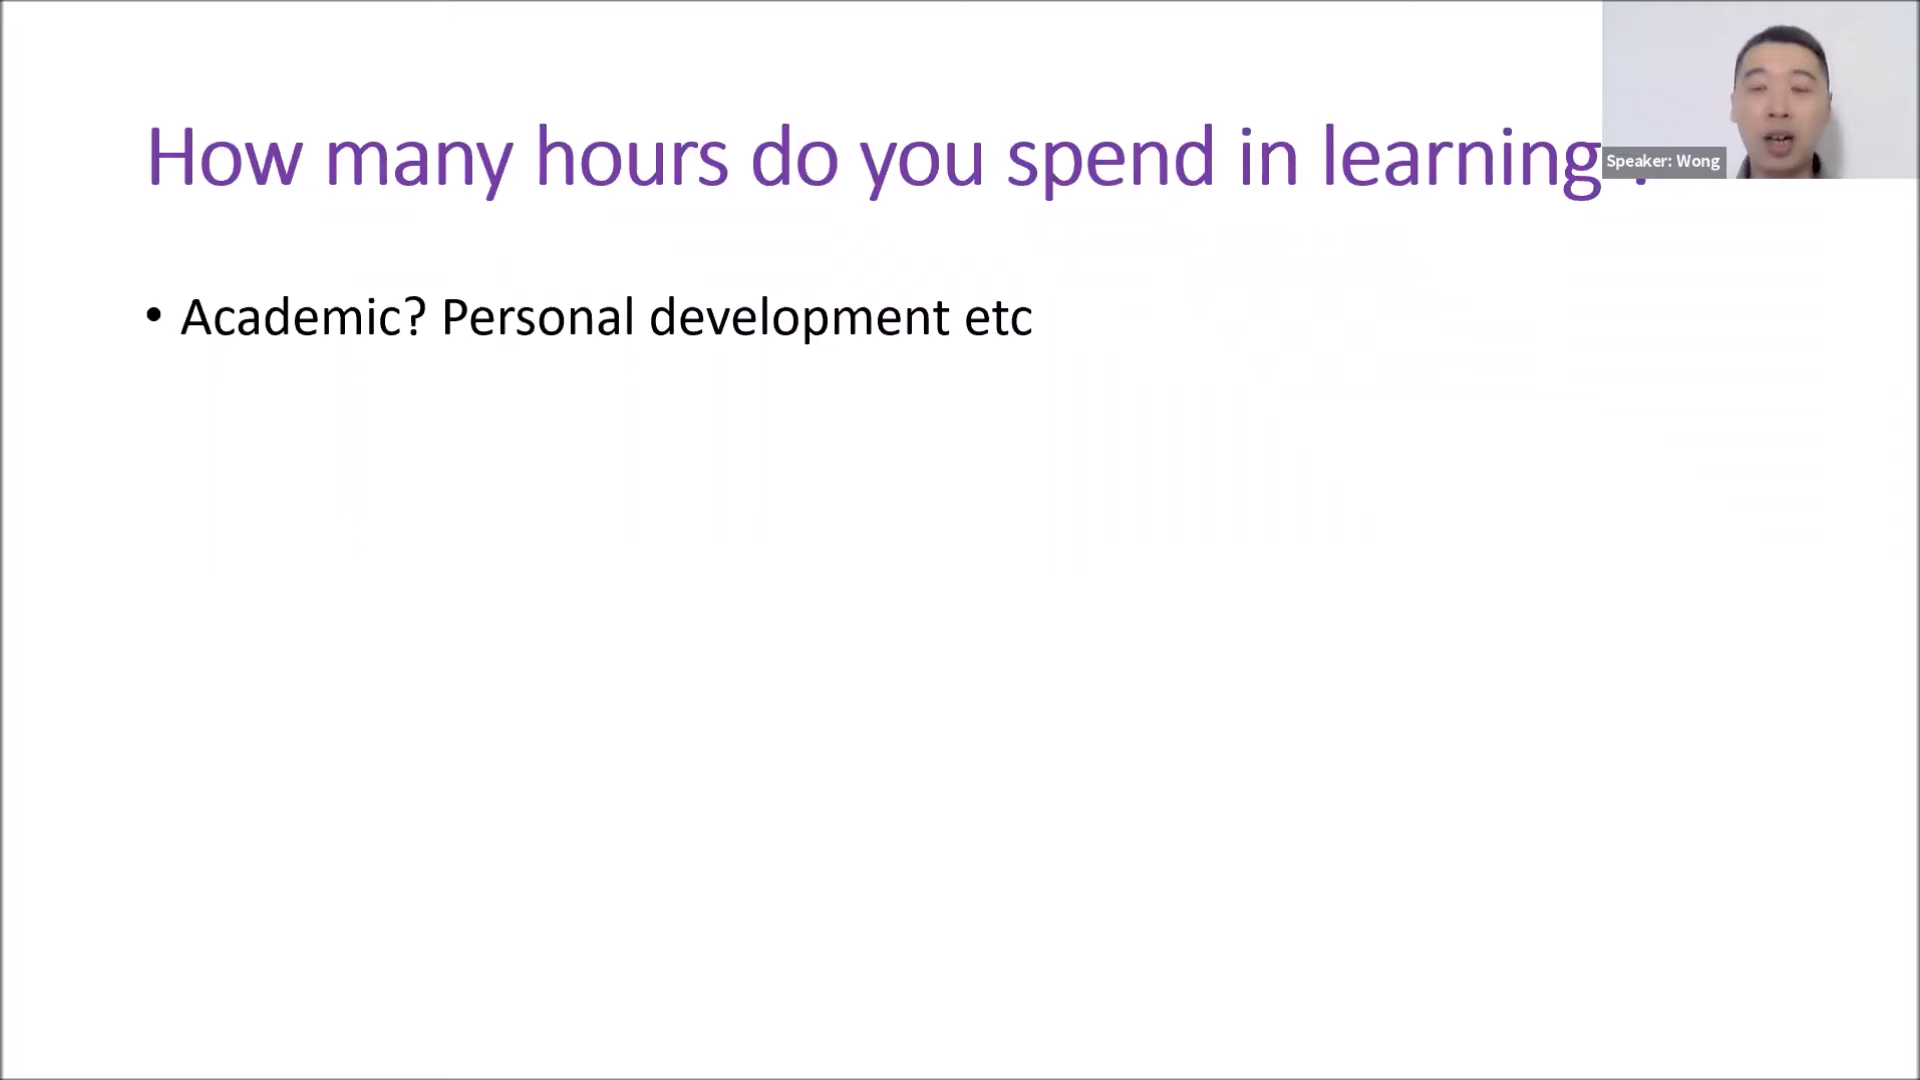 How many hours do you spend in learning
Speaker: Wong
• Academic? Personal development etc